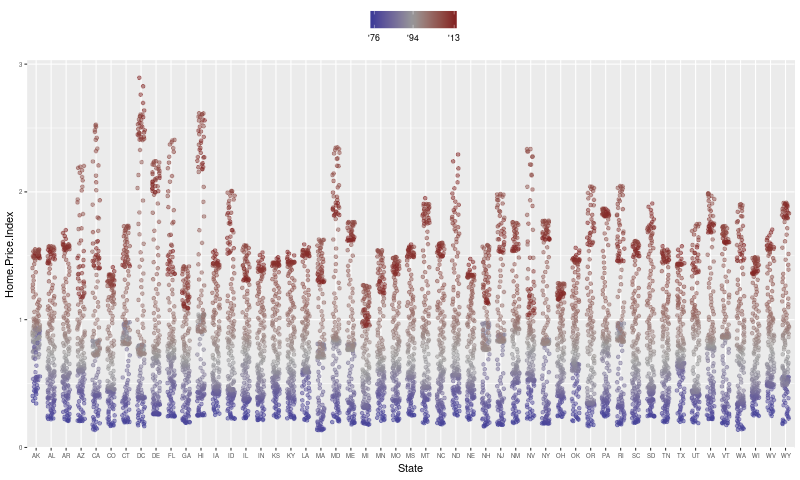 '76 '94 '13
3
2
1
0
Home.Price.Index
AK AL AR AZ CA CO CT DC DE FL GA HI IA ID IL IN KS KY LA MA MD ME MI MN MO MS MT NC ND NE NH NJ NM NV NY OH OK OR PA RI SC SD TN TX UT VA VT WA WI WV WY
State